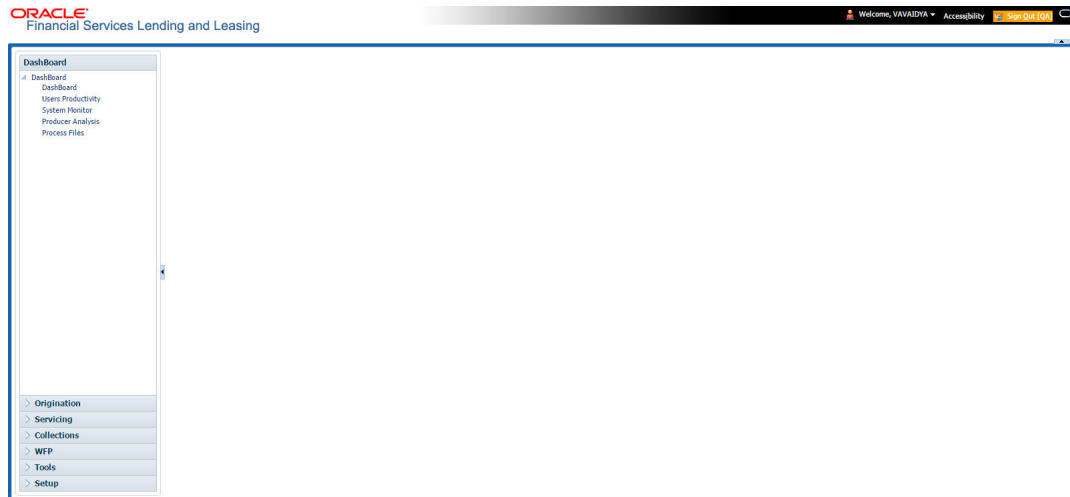 ORACLE'
Financial Services Lending and Leasing
Welcome, VAVAIDYA
Accessibility
Sign Out [QA]
DashBoard
DashBoard
DashBoard
Users Productivity
System Monitor
Producer Analysis
Process Files
Origination
Servicing
Collections
WFP
Tools
Setup